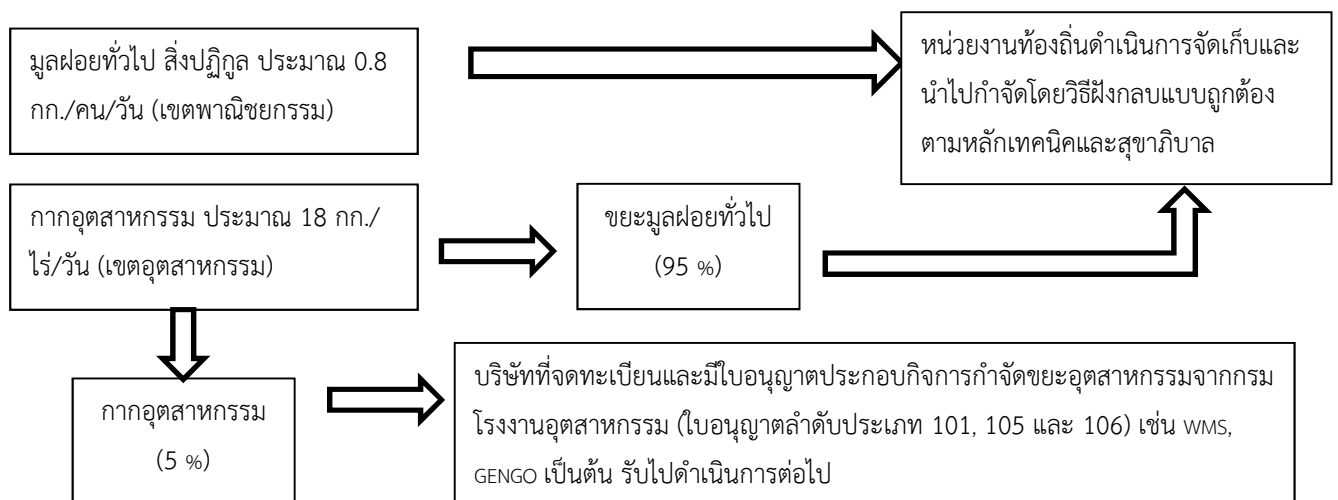 มูลฝอยทั่วไป สิ่งปฏิกูล ประมาณ 0.8
กก./คน/วัน (เขตพาณิชยกรรม)
หน่วยงานท้องถิ่นดำเนินการจัดเก็บและ
นำไปกำจัดโดยวิธีฝังกลบแบบถูกต้อง
ตามหลักเทคนิคและสุขาภิบาล
กากอุตสาหกรรม ประมาณ 18 กก./
ไร่/วัน (เขตอุตสาหกรรม)
ขยะมูลฝอยทั่วไป
(95 %)
กากอุตสาหกรรม
(5 %)
บริษัทที่จดทะเบียนและมีใบอนุญาตประกอบกิจการกำจัดขยะอุตสาหกรรมจากกรม
โรงงานอุตสาหกรรม (ใบอนุญาตลำดับประเภท 101, 105 และ 106) เช่น WMS,
GENGO เป็นต้น รับไปดำเนินการต่อไป